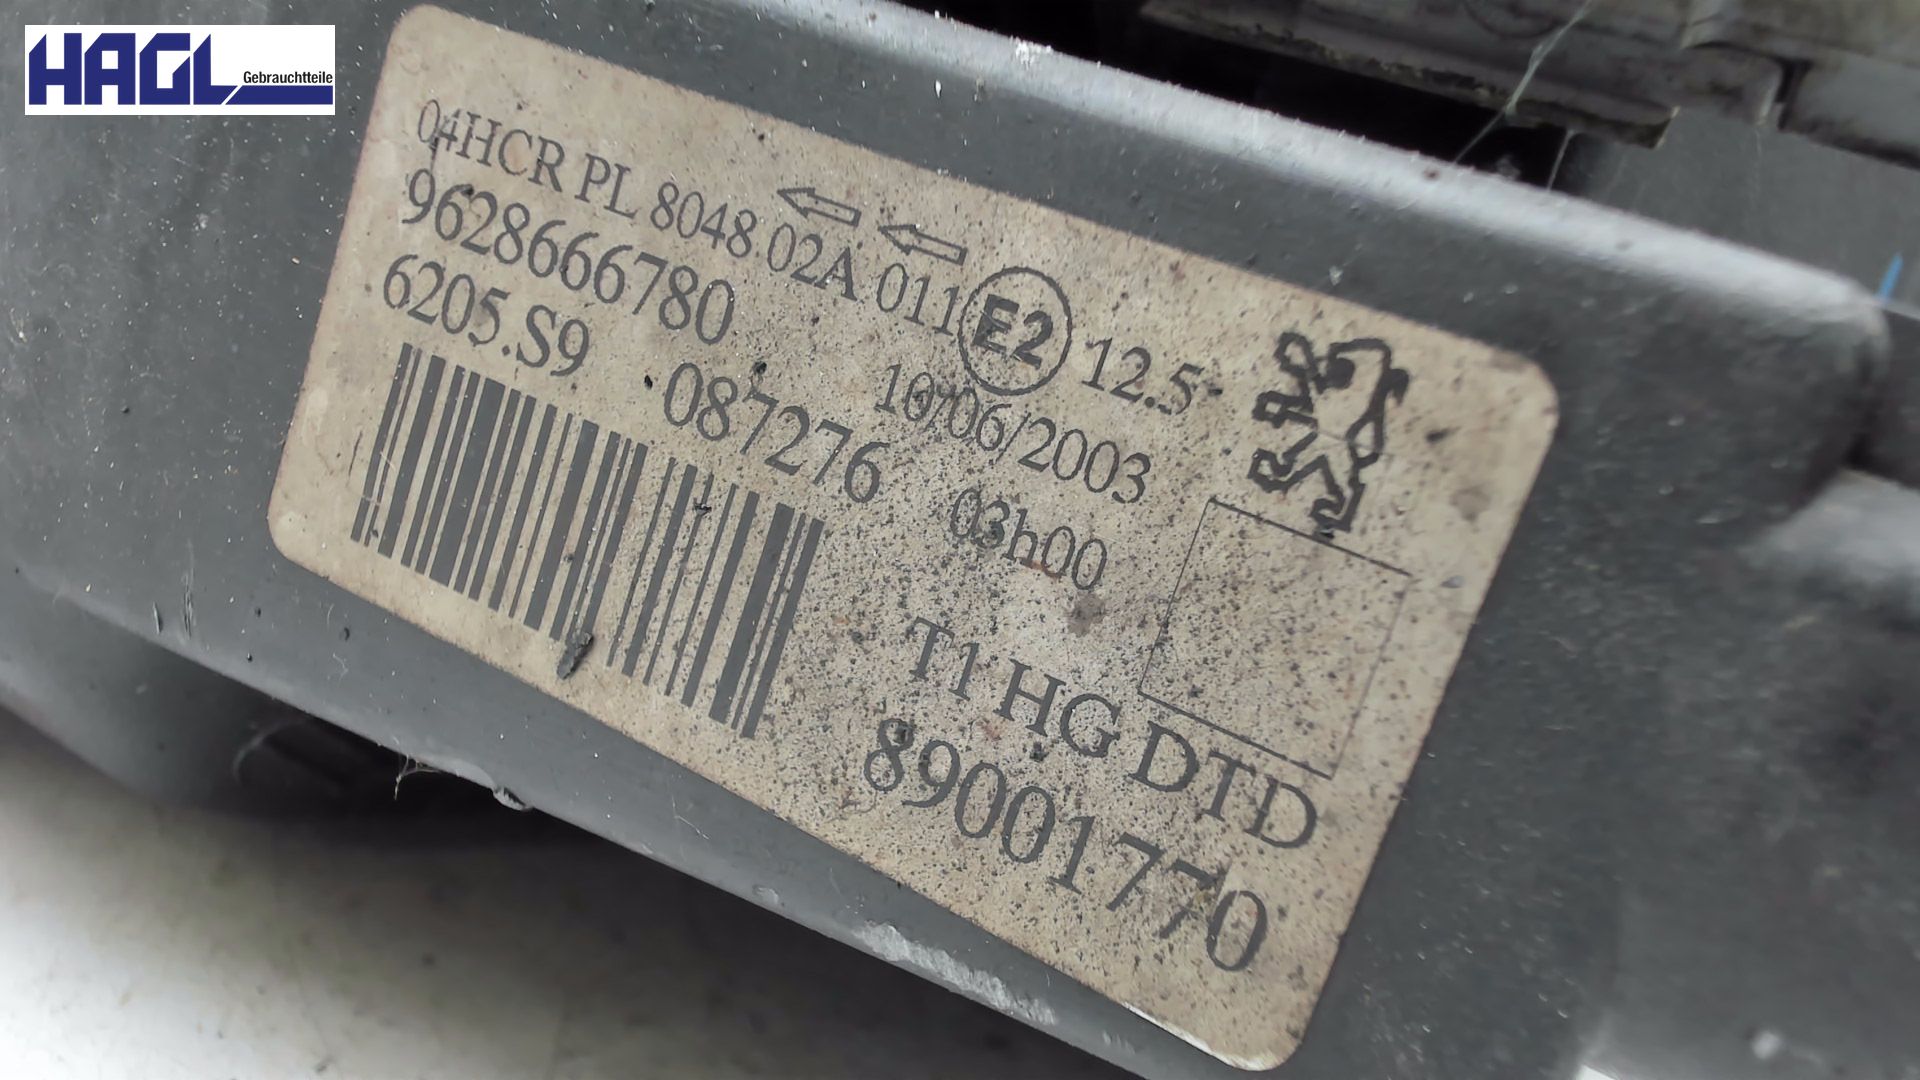 HAGL Gebrauchtteile
04HCR PL 8048 02A 011 E2 12.5
9628666780 10/06/2003
6205.S9 087276 03h00
T1 HG DTD
89001770